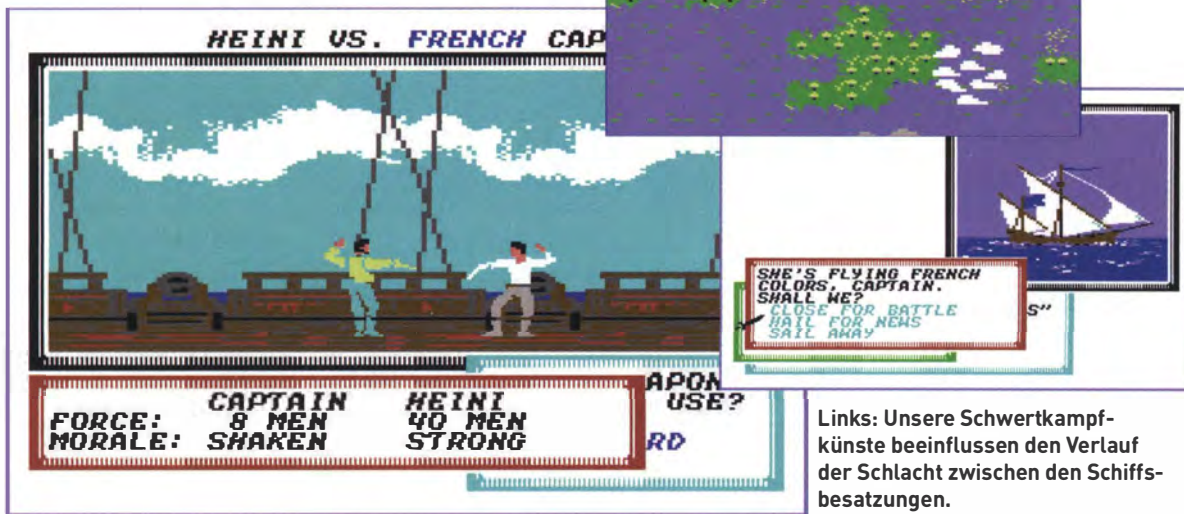 HEINI VS. FRENCH CAP
SHE'S FLYING FRENCH
COLORS, CAPTAIN.
SHALL WE?
CLOSE FOR BATTLE
HAIL FOR NEWS
SAIL AWAY
S"
APON
USE?
RD
CAPTAIN HEINI
FORCE: 8 MEN 40 MEN
MORALE: SHAKEN STRONG
Links: Unsere Schwertkampf-
künste beeinflussen den Verlauf
der Schlacht zwischen den Schiffs-
besatzungen.